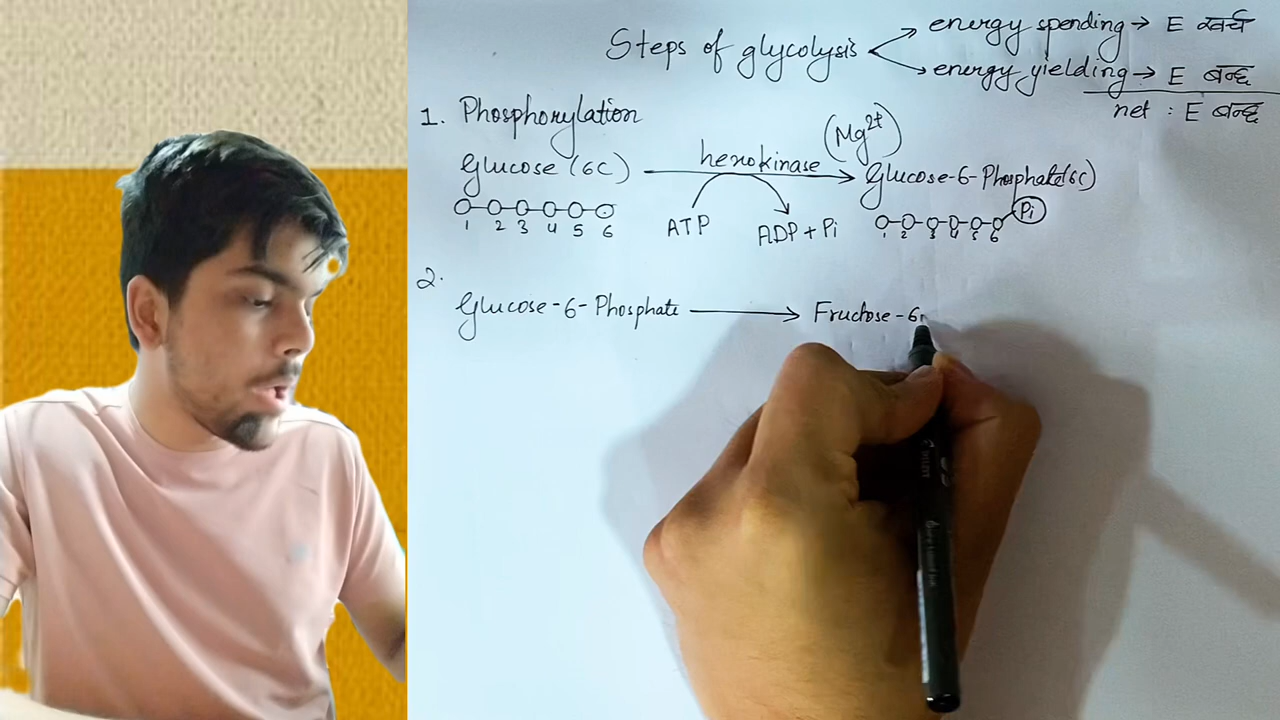 Steps of glycolysis
energy spending → E खर्च
energy yielding → E बन्छ
net : E बन्छ
1. Phosphorylation
Glucose (6C) hexokinase (Mg2+) Glucose-6-Phosphate (6C)
1 2 3 4 5 6 ATP ADP + Pi 1 2 3 4 5 6 Pi
2.
Glucose-6-Phosphate → Fructose-6